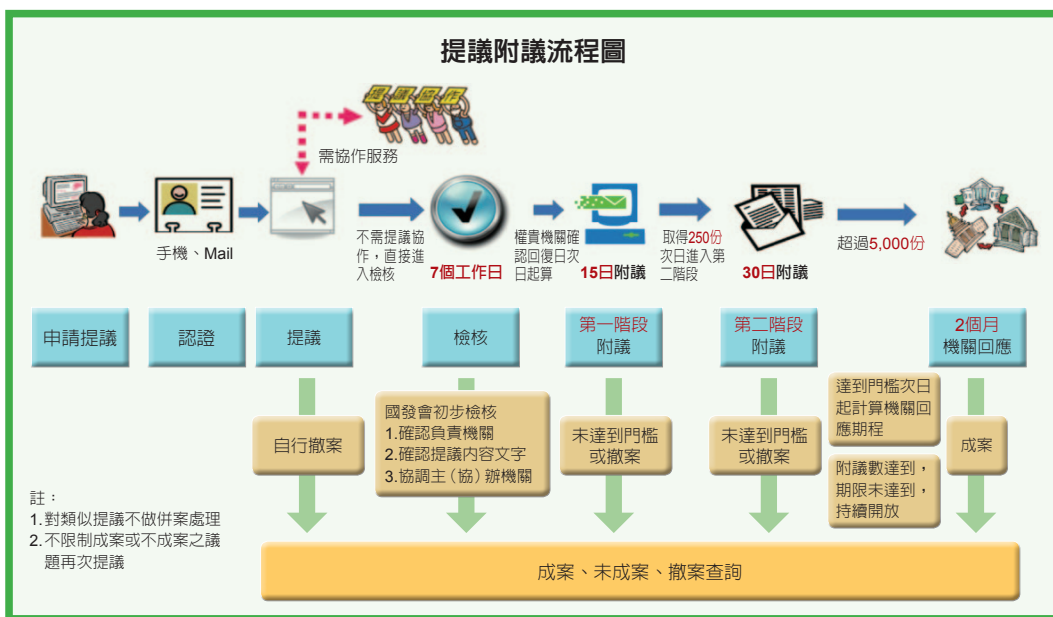 提議附議流程圖
提議協作
需協作服務
手機、Mail
不需提議協
作，直接進
入檢核
7個工作日
權責機關確
認回復日次
日起算
15日附議
取得250份
次日進入第
二階段
30日附議
超過5,000份
申請提議
認證
提議
檢核
第一階段
附議
第二階段
附議
2個月
機關回應
自行撤案
國發會初步檢核
1.確認負責機關
2.確認提議內容文字
3.協調主（協）辦機關
未達到門檻
或撤案
未達到門檻
或撤案
達到門檻次日
起計算機關回
應期程
附議數達到，
期限未達到，
持續開放
成案
註：
1.對類似提議不做併案處理
2.不限制成案或不成案之議
題再次提議
成案、未成案、撤案查詢